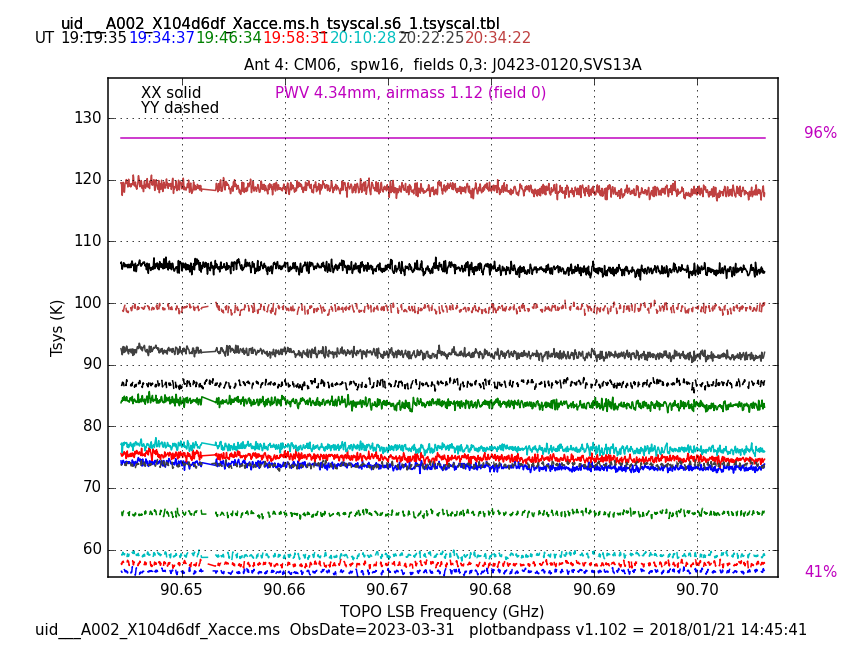 uid___A002_X104d6df_Xacce.ms.h_tsyscal.s6_1.tsyscal.tbl
UT 19:19:35 19:34:37 19:46:34 19:58:31 20:10:28 20:22:25 20:34:22
Ant 4: CM06,  spw16,  fields 0,3: J0423-0120,SVS13A
XX solid PWV 4.34mm, airmass 1.12 (field 0)
YY dashed
130
96%
120
110
100
90
80
70
60
41%
Tsys (K)
90.65 90.66 90.67 90.68 90.69 90.70
TOPO LSB Frequency (GHz)
uid___A002_X104d6df_Xacce.ms  ObsDate=2023-03-31   plotbandpass v1.102 = 2018/01/21 14:45:41